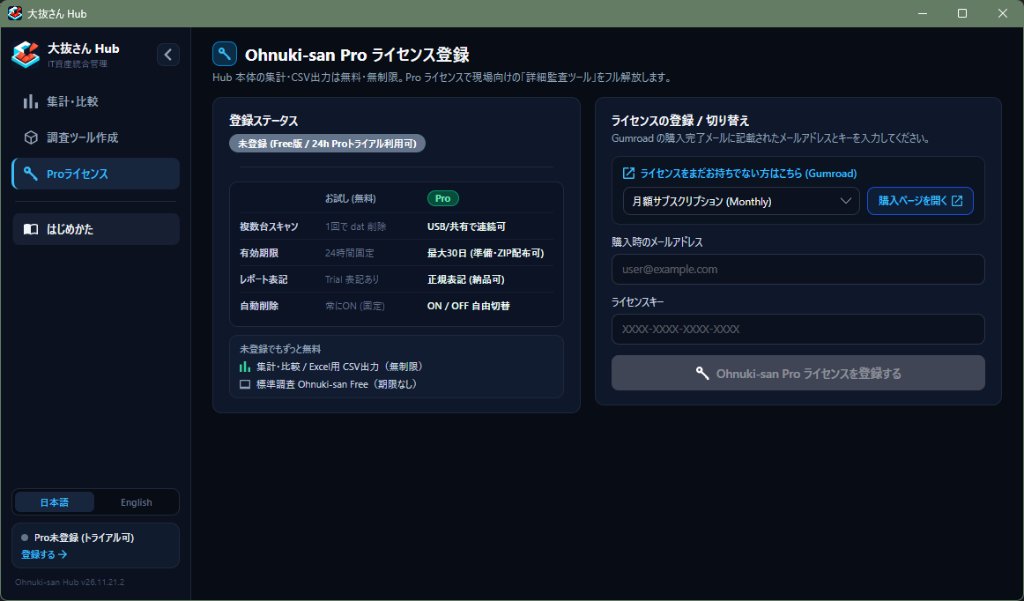 大抜さん Hub
大抜さん Hub
IT資産統合管理
集計・比較
調査ツール作成
Proライセンス
はじめかた
日本語
English
Pro未登録 (トライアル可)
登録する →
Ohnuki-san Hub v26.11.21.2
Ohnuki-san Pro ライセンス登録
Hub 本体の集計・CSV出力は無料・無制限。Pro ライセンスで現場向けの「詳細監査ツール」をフル解放します。
登録ステータス
未登録 (Free版 / 24h Proトライアル利用可)
お試し (無料) Pro
複数台スキャン 1回で dat 削除 USB/共有で連続可
有効期限 24時間固定 最大30日 (準備・ZIP配布可)
レポート表記 Trial 表記あり 正規表記 (納品可)
自動削除 常にON (固定) ON / OFF 自由切替
未登録でもずっと無料
集計・比較 / Excel用 CSV出力（無制限）
標準調査 Ohnuki-san Free（期限なし）
ライセンスの登録 / 切り替え
Gumroad の購入完了メールに記載されたメールアドレスとキーを入力してください。
ライセンスをまだお持ちでない方はこちら (Gumroad)
月額サブスクリプション (Monthly) 購入ページを開く
購入時のメールアドレス
user@example.com
ライセンスキー
XXXX-XXXX-XXXX-XXXX
Ohnuki-san Pro ライセンスを登録する